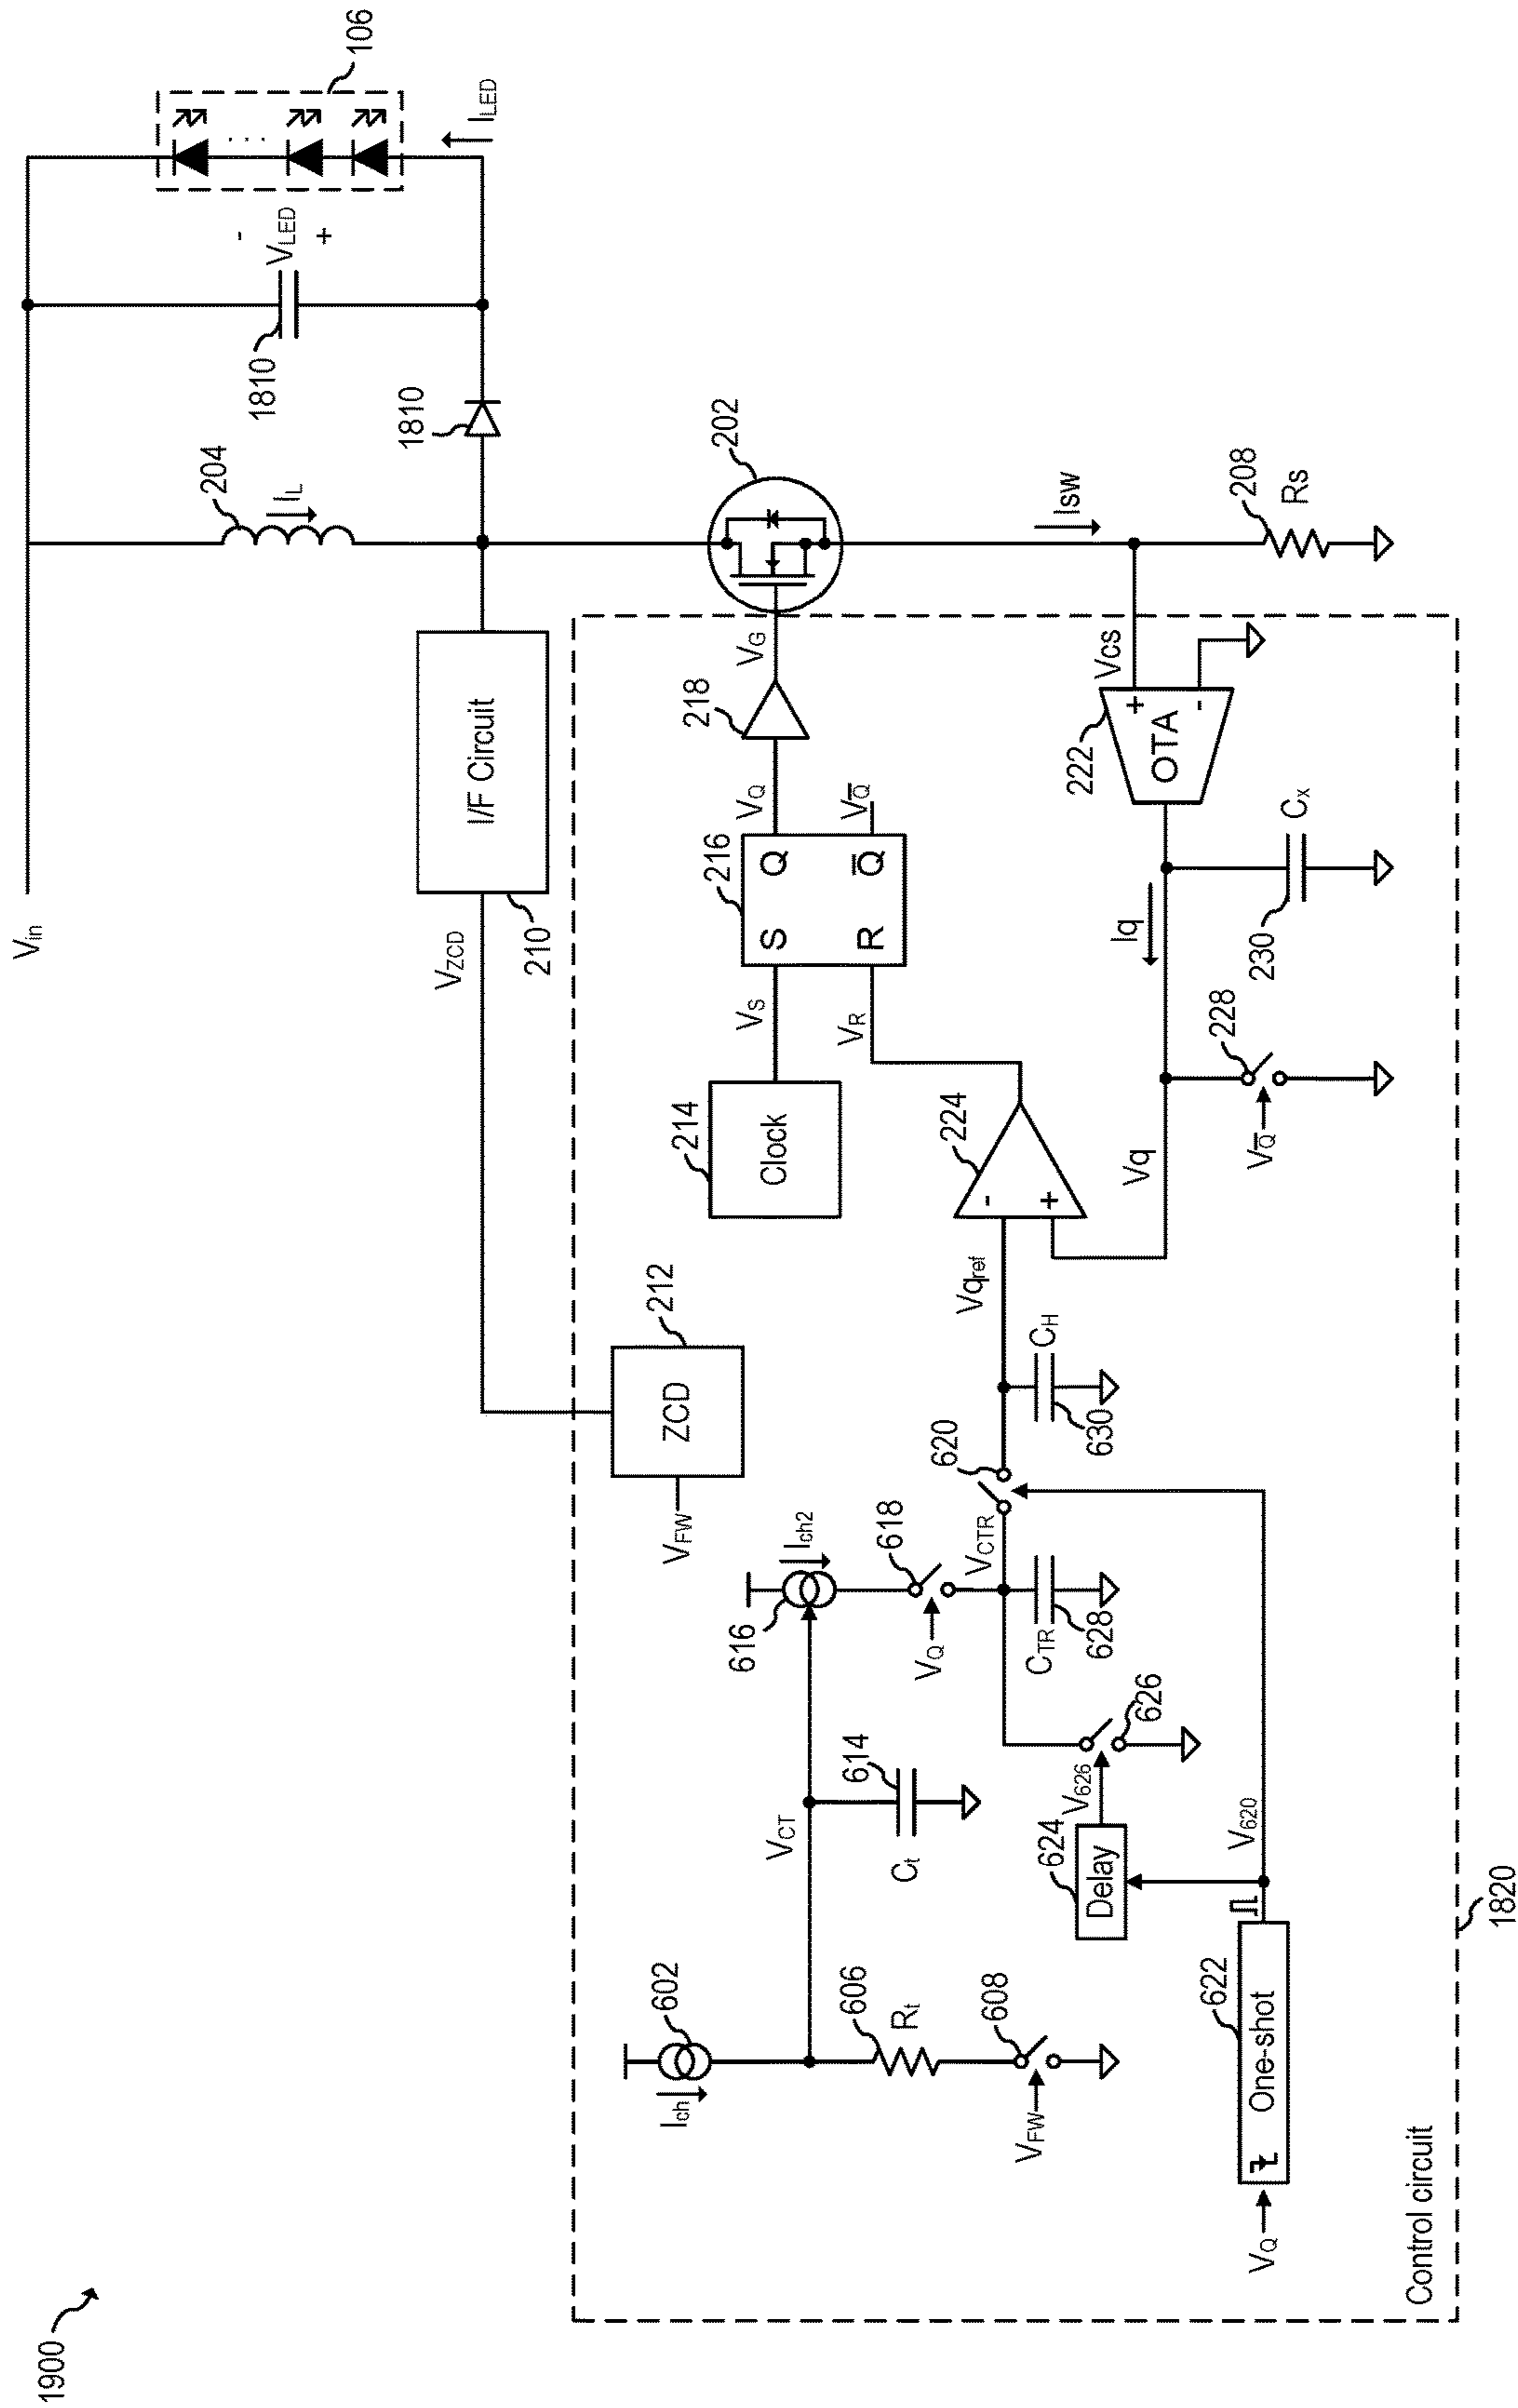 1900
Vin
204
IL
1810
VLED
-
+
106
ILED
1810
I/F Circuit
210
VZCD
202
Isw
208
Rs
ZCD
212
VFW
Clock
214
VS
VR
S
R
Q
Q̅
216
VQ
VQ̅
218
VG
Vcs
+
-
OTA
222
Iq
Cx
230
228
VQ̅
Vq
224
-
+
Vqref
CH
630
620
Ich2
616
618
VQ
VCTR
CTR
628
626
V626
624
Delay
V620
614
Ct
VCT
602
Ich
606
Rt
608
VFW
622
One-shot
VQ
Control circuit
1820